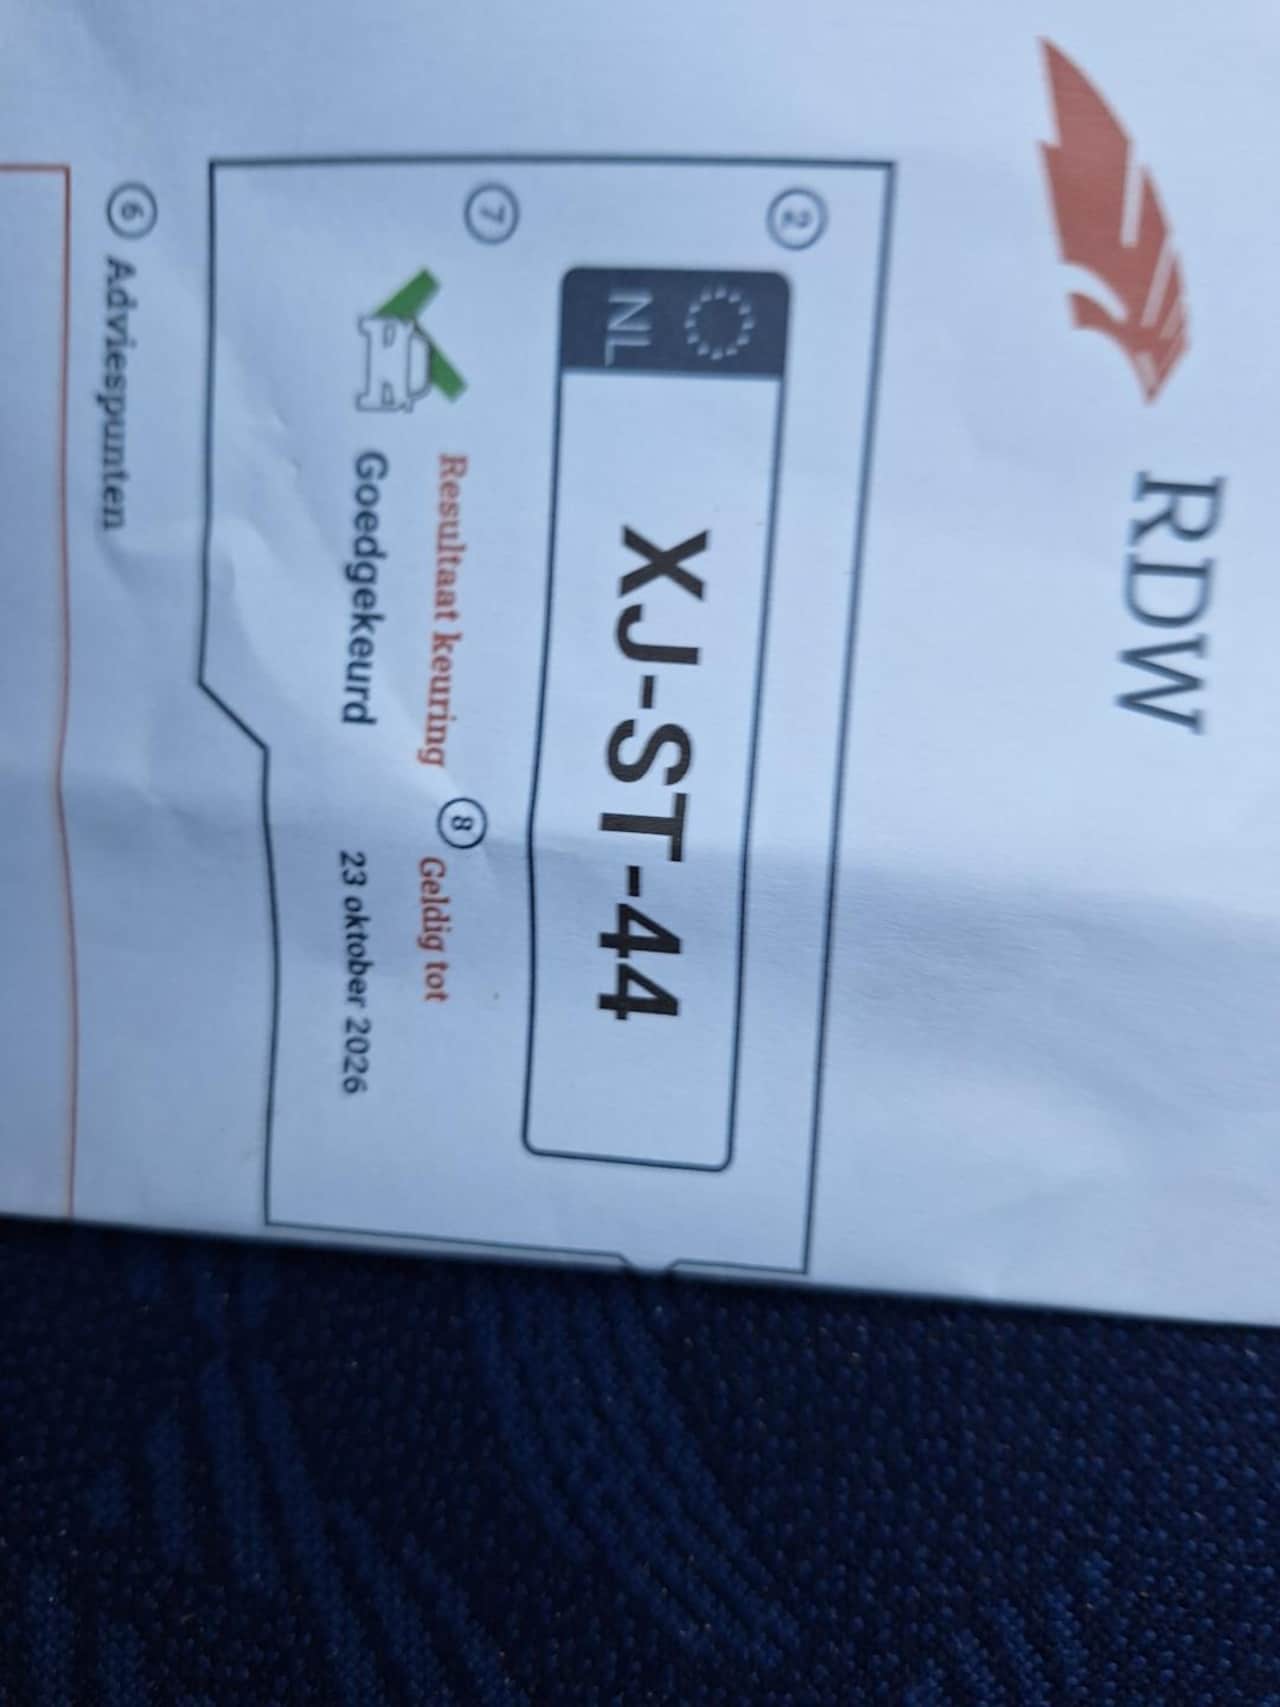 RDW
2
NL
XJ-ST-44
7
Resultaat keuring
8 Geldig tot
Goedgekeurd
23 oktober 2026
6 Adviespunten